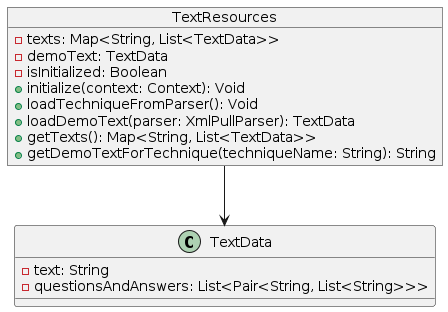 TextResources
texts: Map<String, List<TextData>>
demoText: TextData
isInitialized: Boolean
initialize(context: Context): Void
loadTechniqueFromParser(): Void
loadDemoText(parser: XmlPullParser): TextData
getTexts(): Map<String, List<TextData>>
getDemoTextForTechnique(techniqueName: String): String
C TextData
text: String
questionsAndAnswers: List<Pair<String, List<String>>>